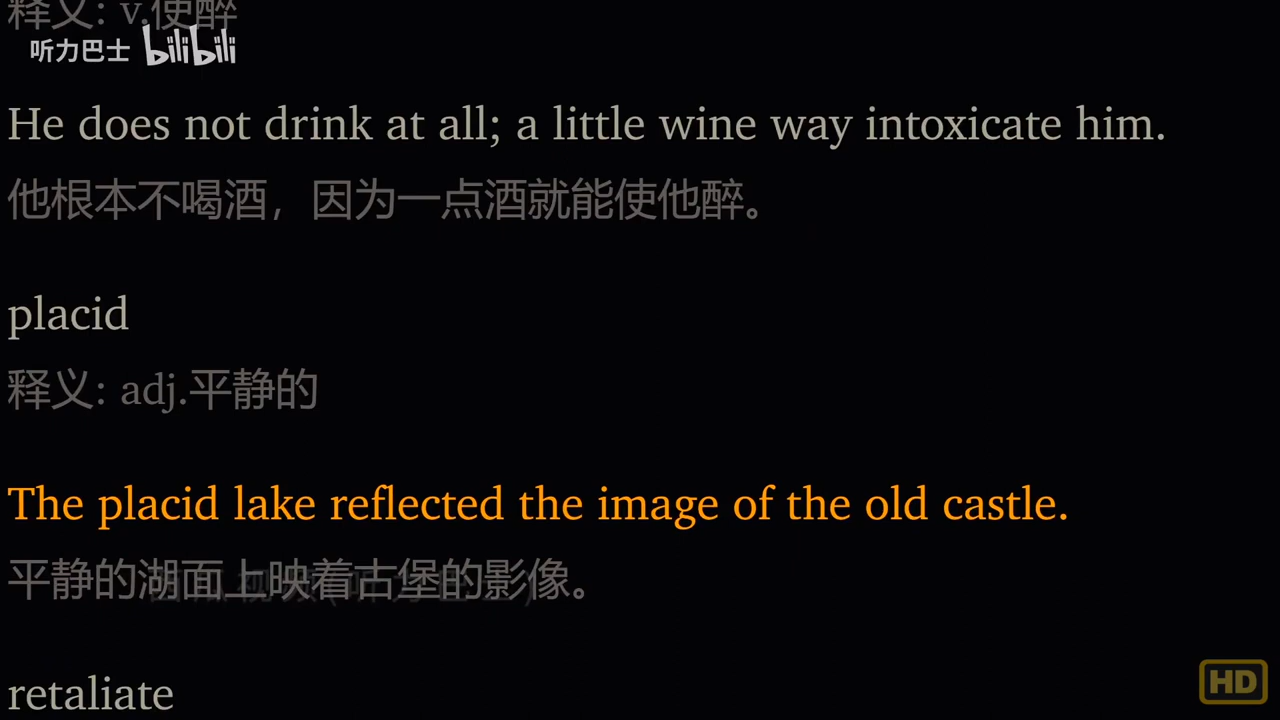 释义: v.使醉
听力巴士 bilibili
He does not drink at all; a little wine way intoxicate him.
他根本不喝酒，因为一点酒就能使他醉。
placid
释义: adj.平静的
The placid lake reflected the image of the old castle.
平静的湖面上映着古堡的影像。
retaliate
HD